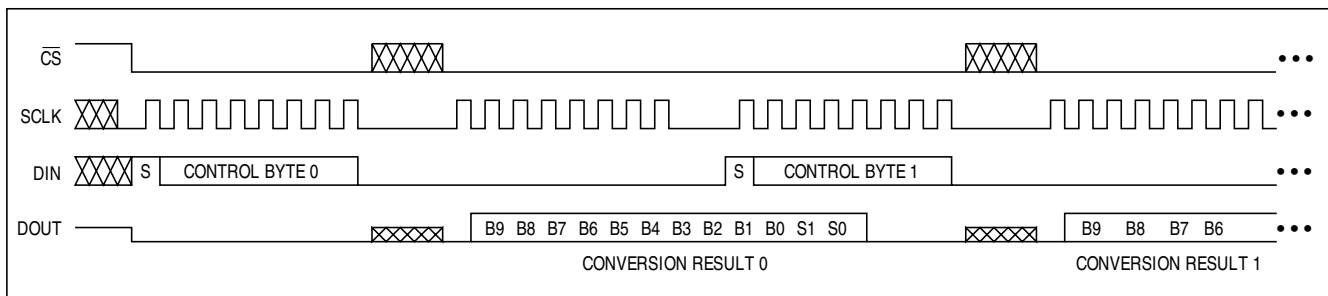 CS
SCLK
DIN S CONTROL BYTE 0 S CONTROL BYTE 1
DOUT B9 B8 B7 B6 B5 B4 B3 B2 B1 B0 S1 S0 B9 B8 B7 B6
CONVERSION RESULT 0 CONVERSION RESULT 1